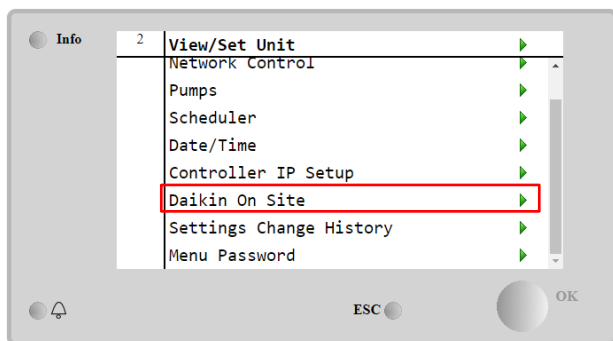 Info
2 View/Set Unit
Network Control
Pumps
Scheduler
Date/Time
Controller IP Setup
Daikin On Site
Settings Change History
Menu Password
ESC
OK